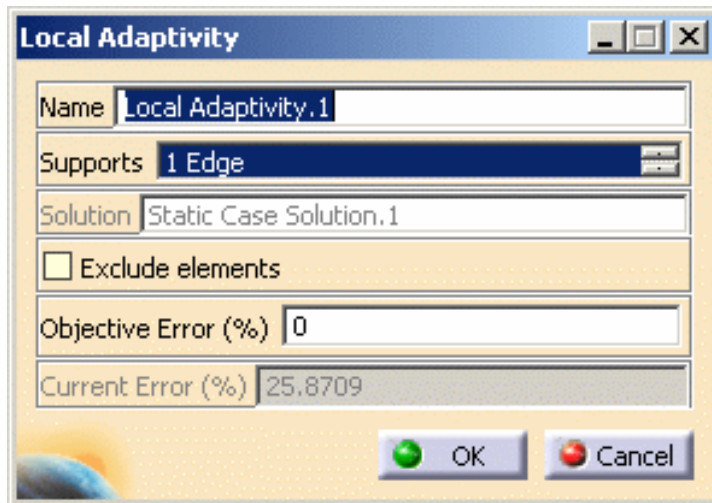 Local Adaptivity
Name Local Adaptivity.1
Supports 1 Edge
Solution Static Case Solution.1
Exclude elements
Objective Error (%) 0
Current Error (%) 25.8709
OK Cancel